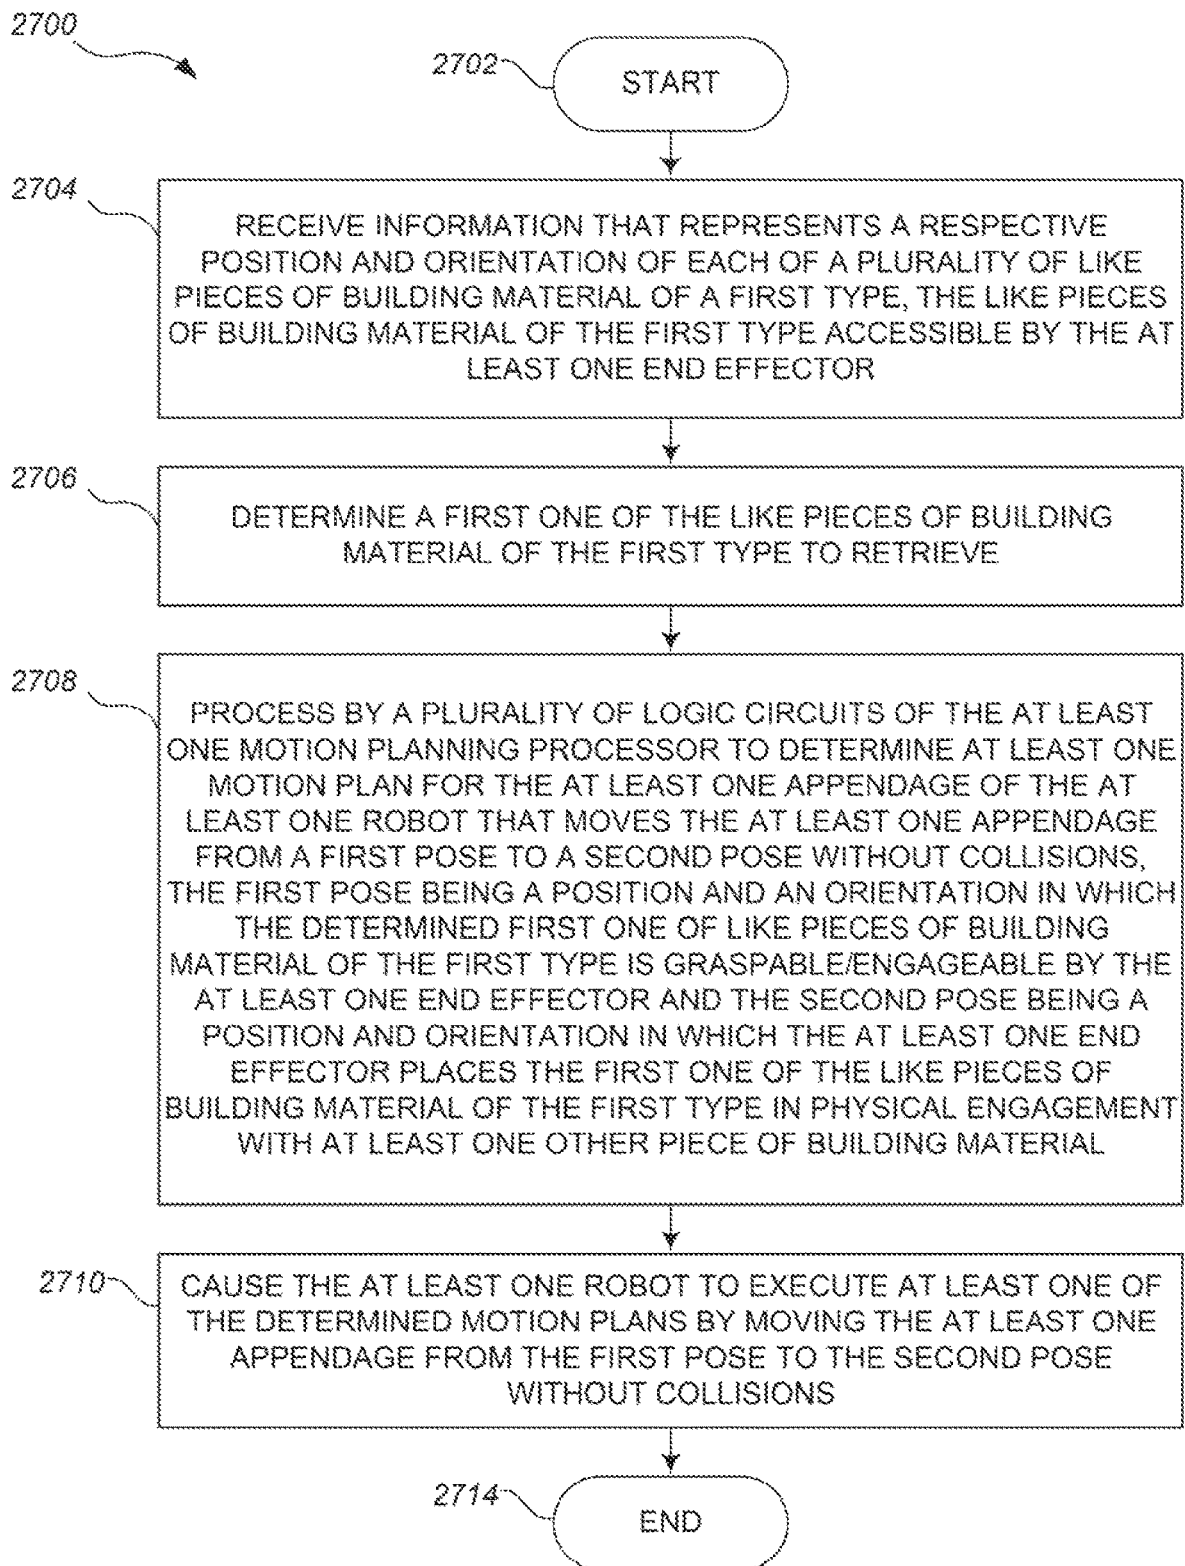 2700
2702
START
2704
RECEIVE INFORMATION THAT REPRESENTS A RESPECTIVE
POSITION AND ORIENTATION OF EACH OF A PLURALITY OF LIKE
PIECES OF BUILDING MATERIAL OF A FIRST TYPE, THE LIKE PIECES
OF BUILDING MATERIAL OF THE FIRST TYPE ACCESSIBLE BY THE AT
LEAST ONE END EFFECTOR
2706
DETERMINE A FIRST ONE OF THE LIKE PIECES OF BUILDING
MATERIAL OF THE FIRST TYPE TO RETRIEVE
2708
PROCESS BY A PLURALITY OF LOGIC CIRCUITS OF THE AT LEAST
ONE MOTION PLANNING PROCESSOR TO DETERMINE AT LEAST ONE
MOTION PLAN FOR THE AT LEAST ONE APPENDAGE OF THE AT
LEAST ONE ROBOT THAT MOVES THE AT LEAST ONE APPENDAGE
FROM A FIRST POSE TO A SECOND POSE WITHOUT COLLISIONS,
THE FIRST POSE BEING A POSITION AND AN ORIENTATION IN WHICH
THE DETERMINED FIRST ONE OF LIKE PIECES OF BUILDING
MATERIAL OF THE FIRST TYPE IS GRASPABLE/ENGAGEABLE BY THE
AT LEAST ONE END EFFECTOR AND THE SECOND POSE BEING A
POSITION AND ORIENTATION IN WHICH THE AT LEAST ONE END
EFFECTOR PLACES THE FIRST ONE OF THE LIKE PIECES OF
BUILDING MATERIAL OF THE FIRST TYPE IN PHYSICAL ENGAGEMENT
WITH AT LEAST ONE OTHER PIECE OF BUILDING MATERIAL
2710
CAUSE THE AT LEAST ONE ROBOT TO EXECUTE AT LEAST ONE OF
THE DETERMINED MOTION PLANS BY MOVING THE AT LEAST ONE
APPENDAGE FROM THE FIRST POSE TO THE SECOND POSE
WITHOUT COLLISIONS
2714
END